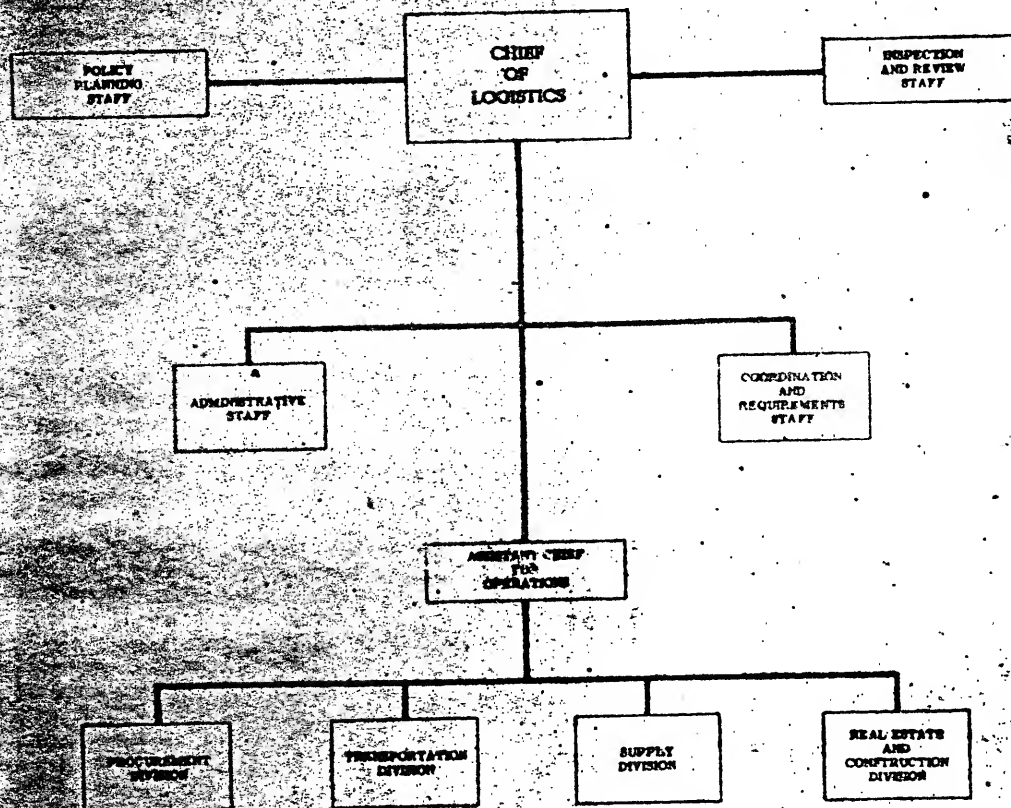 CHIEF
OF
LOGISTICS
POLICY
PLANNING
STAFF
INSPECTION
AND REVIEW
STAFF
ADMINISTRATIVE
STAFF
COORDINATION
AND
REQUIREMENTS
STAFF
ASSISTANT CHIEF
FOR
OPERATIONS
PROCUREMENT
DIVISION
TRANSPORTATION
DIVISION
SUPPLY
DIVISION
REAL ESTATE
AND
CONSTRUCTION
DIVISION